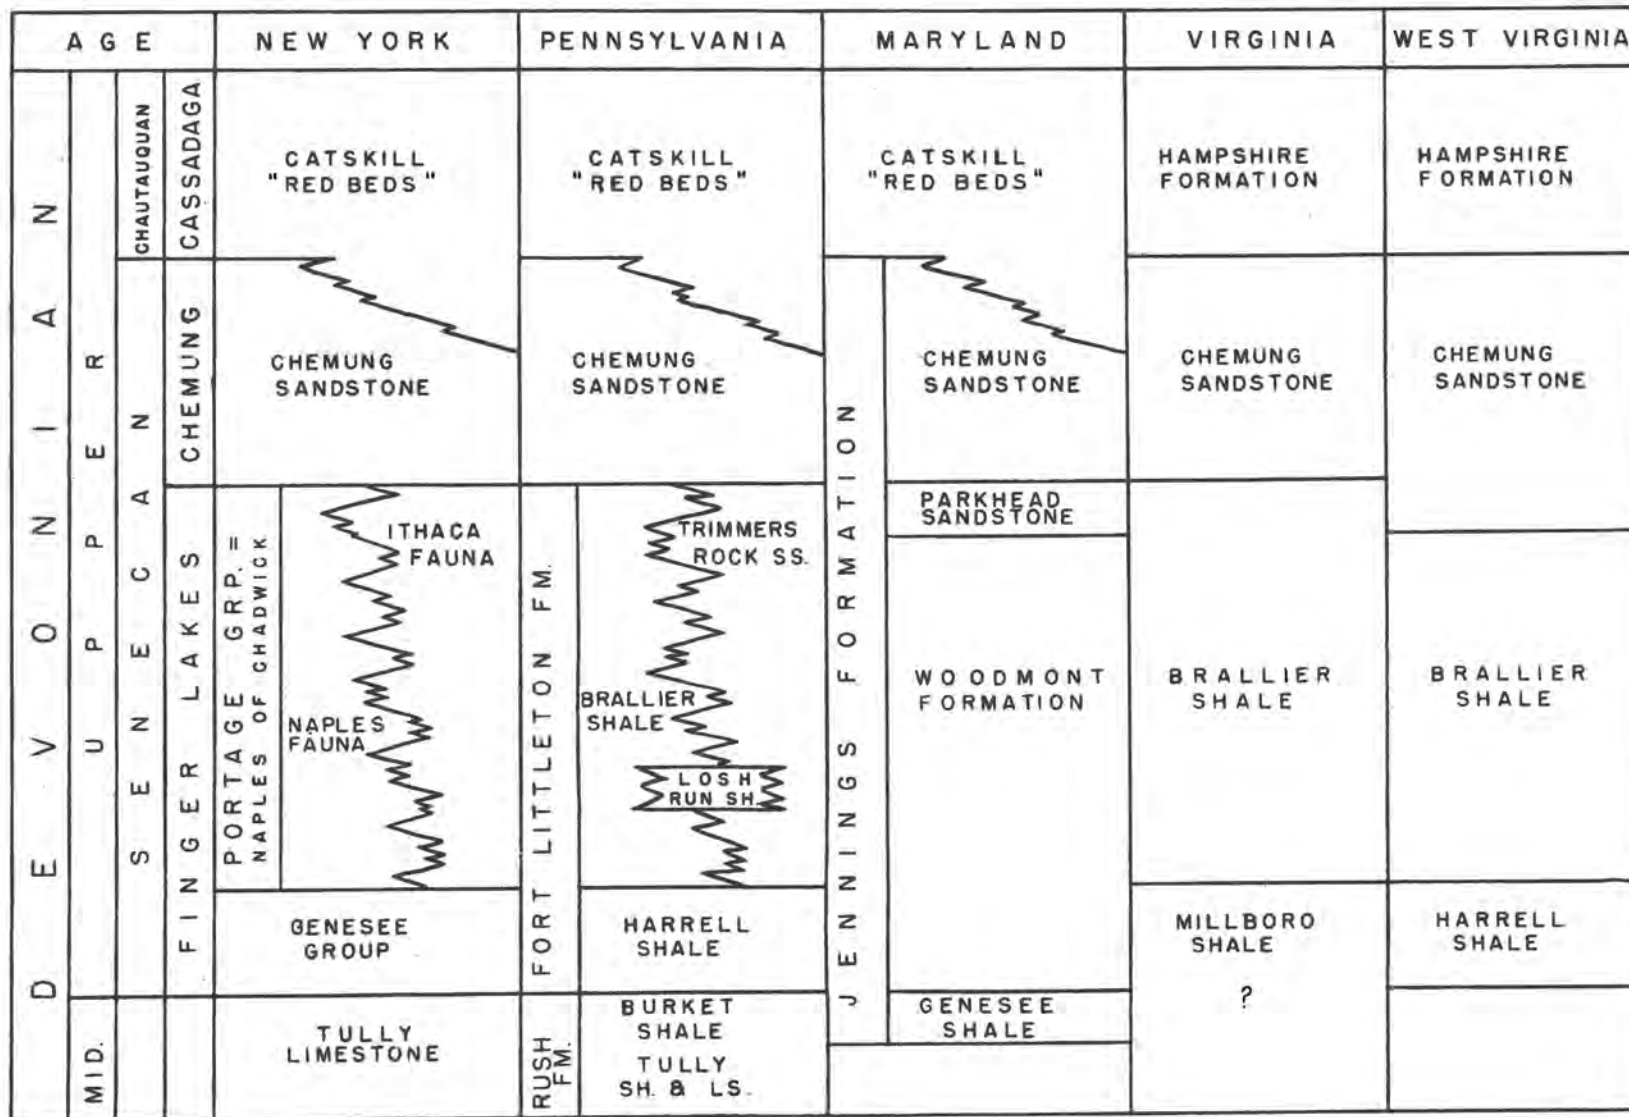 AGE
NEW YORK
PENNSYLVANIA
MARYLAND
VIRGINIA
WEST VIRGINIA
DEVONIAN
UPPER
MID.
CHAUTAUQUAN
SENECAN
CASSADAGA
CHEMUNG
FINGER LAKES
CATSKILL
"RED BEDS"
CHEMUNG
SANDSTONE
PORTAGE GRP. =
NAPLES OF CHADWICK
ITHACA
FAUNA
NAPLES
FAUNA
GENESEE
GROUP
TULLY
LIMESTONE
CATSKILL
"RED BEDS"
CHEMUNG
SANDSTONE
FORT LITTLETON FM.
TRIMMERS
ROCK SS.
BRALLIER
SHALE
LOSH
RUN SH.
HARRELL
SHALE
RUSH
FM.
BURKET
SHALE
TULLY
SH. & LS.
CATSKILL
"RED BEDS"
JENNINGS FORMATION
CHEMUNG
SANDSTONE
PARKHEAD
SANDSTONE
WOODMONT
FORMATION
GENESEE
SHALE
HAMPSHIRE
FORMATION
CHEMUNG
SANDSTONE
BRALLIER
SHALE
MILLBORO
SHALE
?
HAMPSHIRE
FORMATION
CHEMUNG
SANDSTONE
BRALLIER
SHALE
HARRELL
SHALE